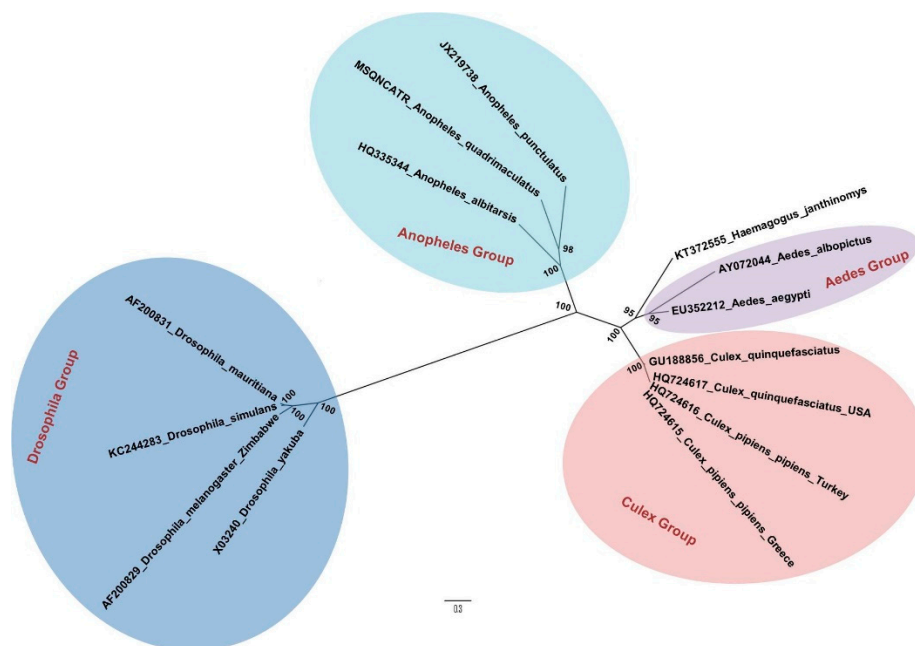 JX219738_Anopheles_punctulatus
MSQNCATR_Anopheles_quadrimaculatus
HQ335344_Anopheles_albitarsis
Anopheles Group
98
100
100
KT372555_Haemagogus_janthinomys
AY072044_Aedes_albopictus
Aedes Group
EU352212_Aedes_aegypti
95
95
100
100
GU188856_Culex_quinquefasciatus
HQ724617_Culex_quinquefasciatus_USA
HQ724616_Culex_pipiens_pipiens_Turkey
HQ724615_Culex_pipiens_pipiens_Greece
Culex Group
Drosophila Group
AF200831_Drosophila_mauritiana
KC244283_Drosophila_simulans
AF200829_Drosophila_melanogaster_Zimbabwe
X03240_Drosophila_yakuba
100
100
100
0.3